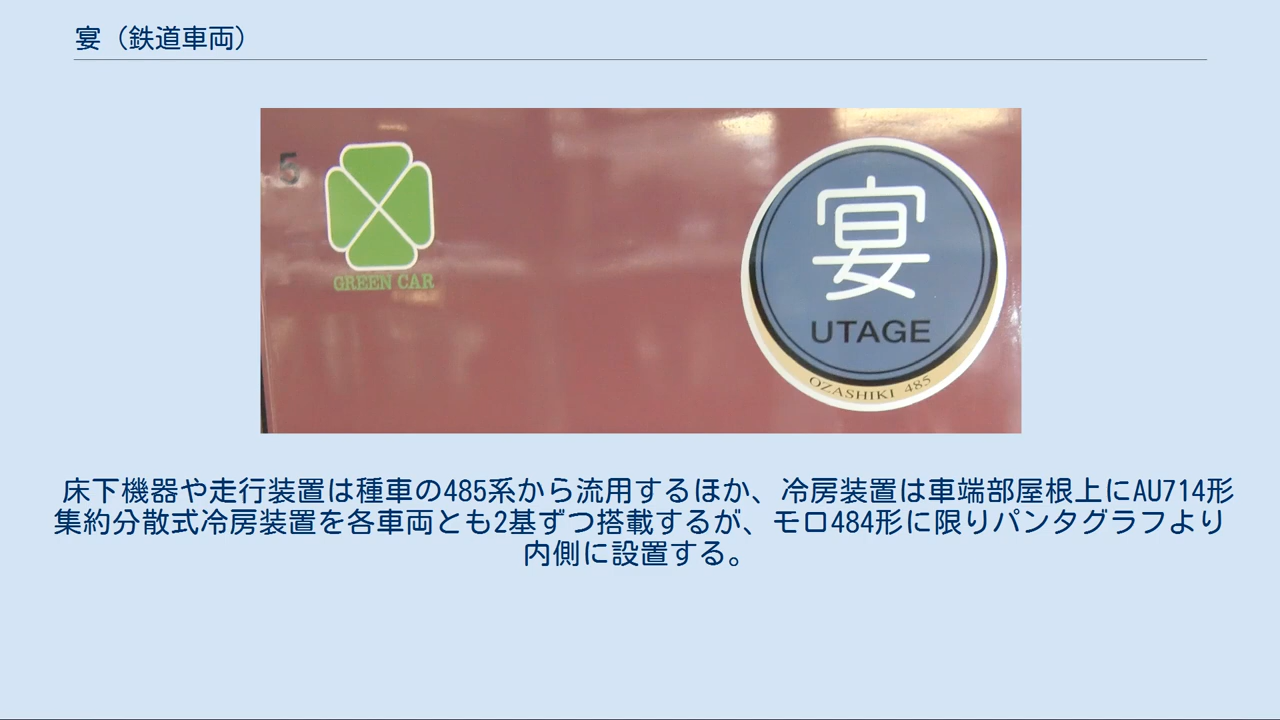 宴（鉄道車両）
5
GREEN CAR
宴
UTAGE
OZASHIKI 485
床下機器や走行装置は種車の485系から流用するほか、冷房装置は車端部屋根上にAU714形
集約分散式冷房装置を各車両とも2基ずつ搭載するが、モロ484形に限りパンタグラフより
内側に設置する。